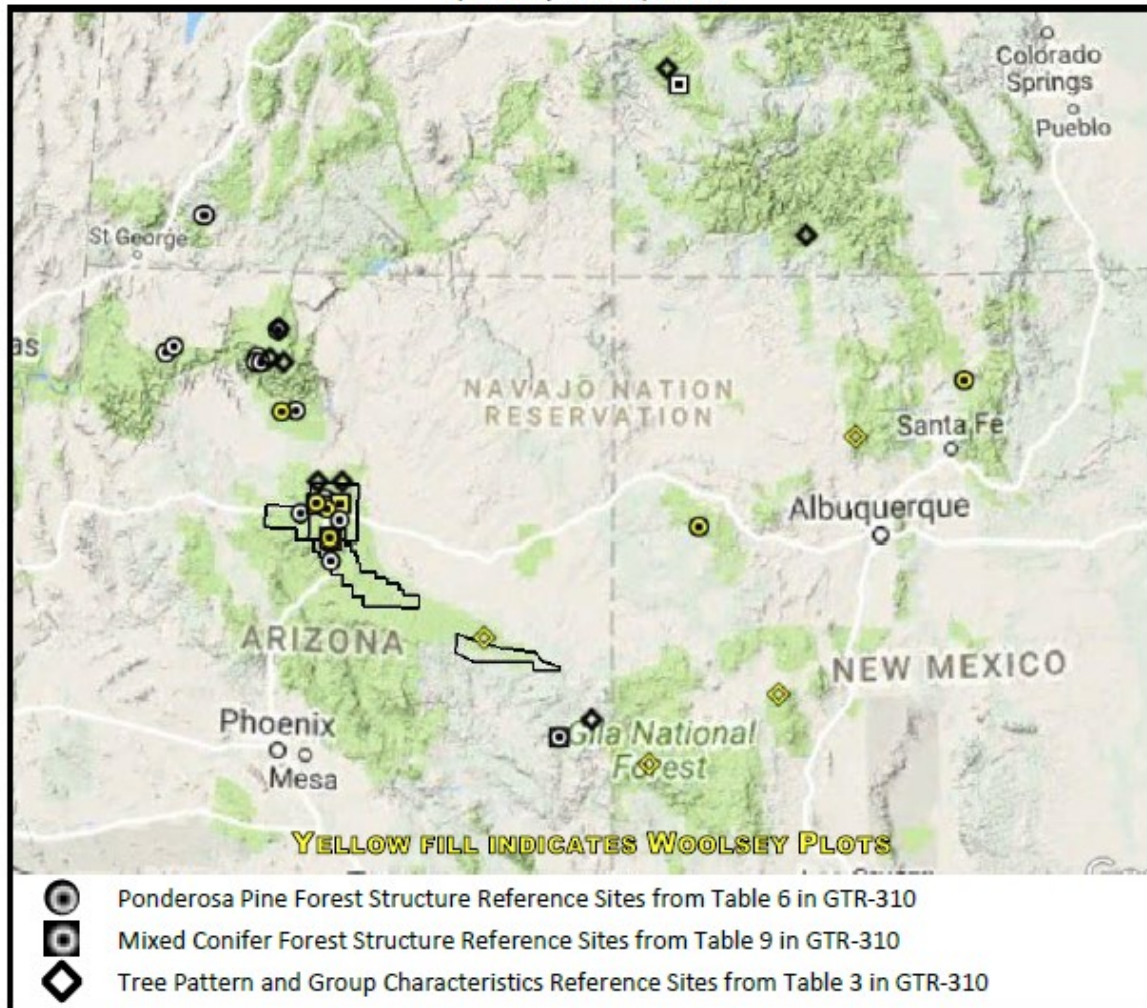 Colorado
Springs
Pueblo
St George
as
NAVAJO NATION
RESERVATION
Santa Fe
Albuquerque
ARIZONA
NEW MEXICO
Phoenix
Mesa
Gila National
Forest
YELLOW FILL INDICATES WOOLSEY PLOTS
Ponderosa Pine Forest Structure Reference Sites from Table 6 in GTR-310
Mixed Conifer Forest Structure Reference Sites from Table 9 in GTR-310
Tree Pattern and Group Characteristics Reference Sites from Table 3 in GTR-310